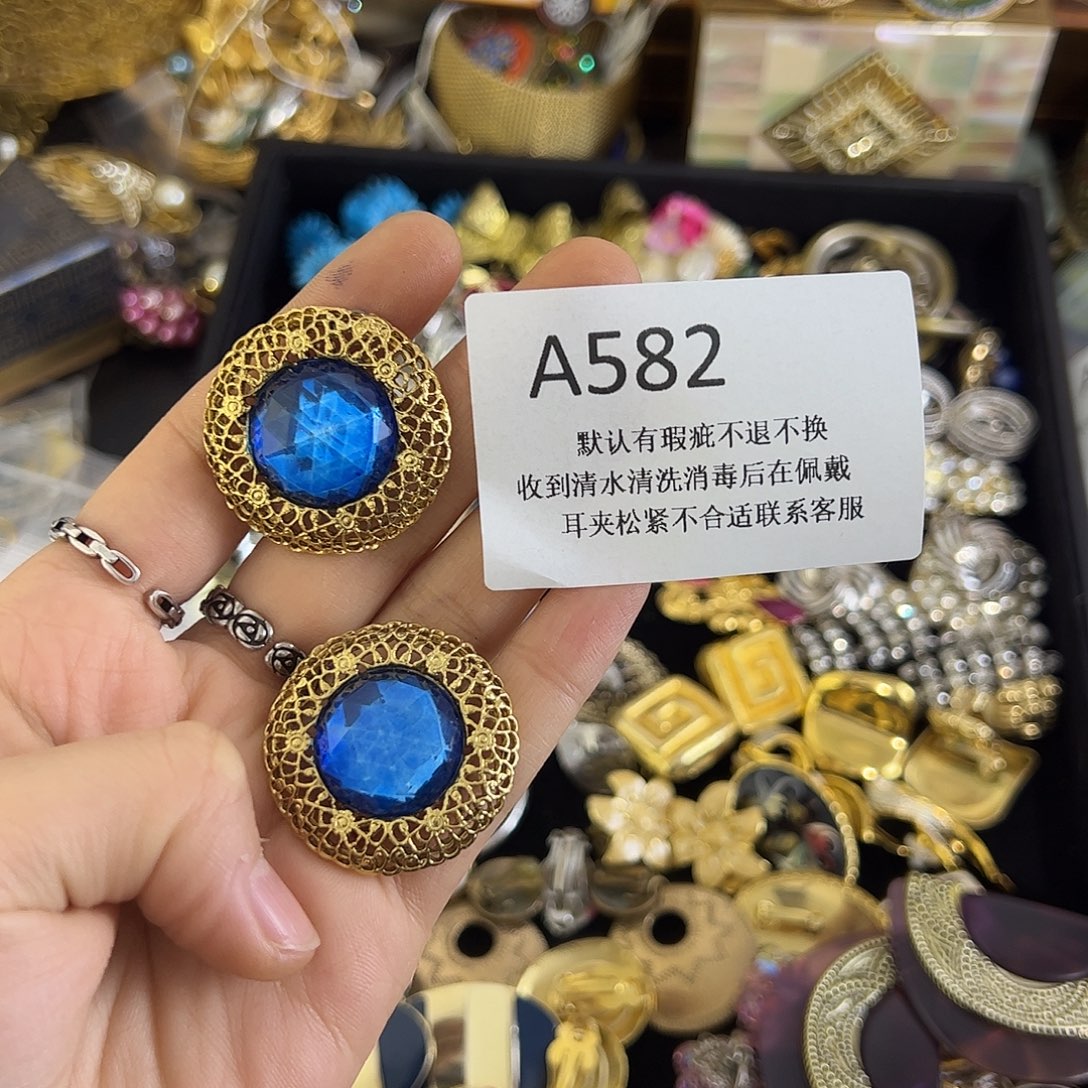 A582
默认有瑕疵不退不换
收到清水清洗消毒后在佩戴
耳夹松紧不合适联系客服